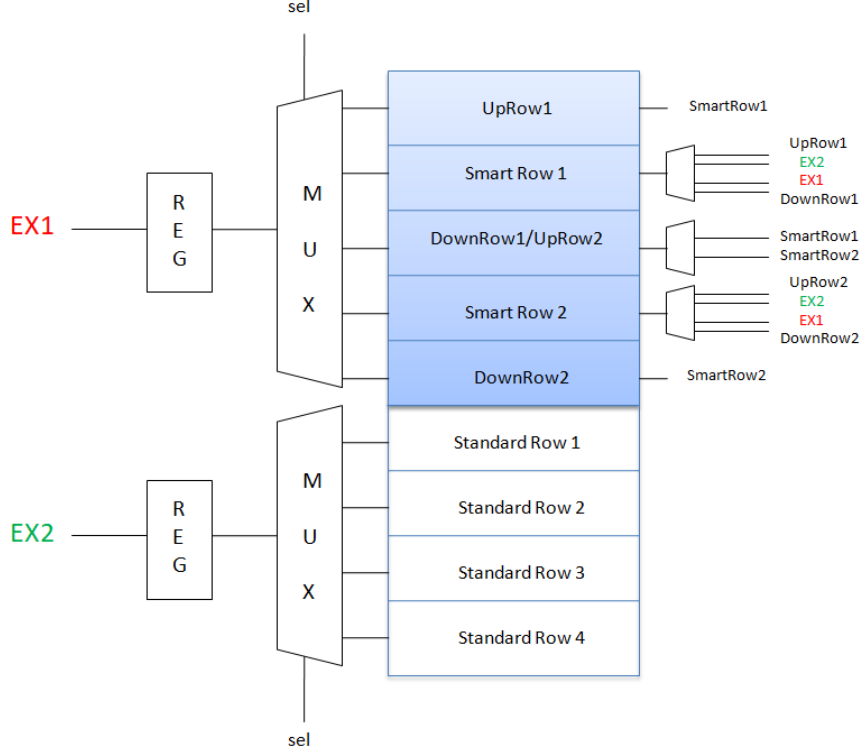 sel
UpRow1
SmartRow1
UpRow1
Smart Row 1
EX2
EX1
DownRow1
R
E
G
M
U
X
EX1
DownRow1/UpRow2
SmartRow1
SmartRow2
UpRow2
Smart Row 2
EX2
EX1
DownRow2
DownRow2
SmartRow2
Standard Row 1
M
U
X
Standard Row 2
R
E
G
EX2
Standard Row 3
Standard Row 4
sel